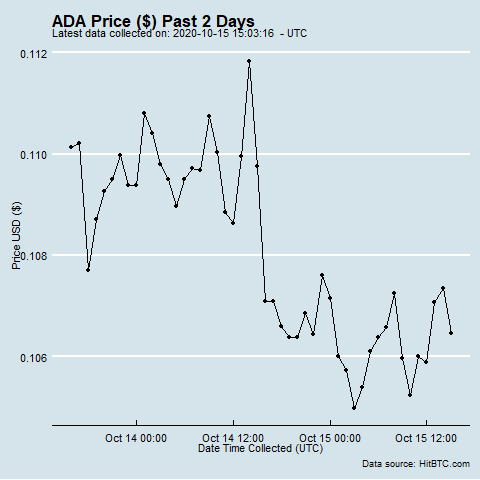 ADA Price ($) Past 2 Days
Latest data collected on: 2020-10-15 15:03:16 - UTC
0.112
0.110
0.108
0.106
Price USD ($)
Oct 14 00:00
Oct 14 12:00
Oct 15 00:00
Oct 15 12:00
Date Time Collected (UTC)
Data source: HitBTC.com